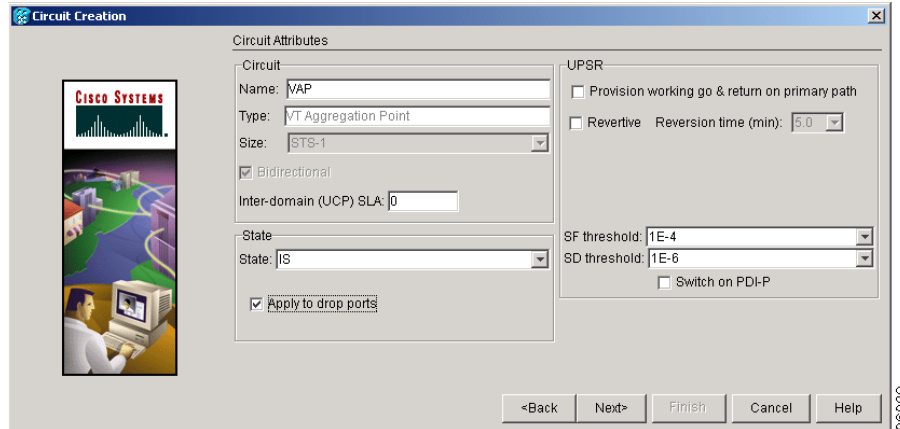 Circuit Creation
Circuit Attributes
CISCO SYSTEMS
Circuit
Name: VAP
Type: VT Aggregation Point
Size: STS-1
Bidirectional
Inter-domain (UCP) SLA: 0
State
State: IS
Apply to drop ports
UPSR
Provision working go & return on primary path
Revertive Reversion time (min): 5.0
SF threshold: 1E-4
SD threshold: 1E-6
Switch on PDI-P
<Back Next> Finish Cancel Help